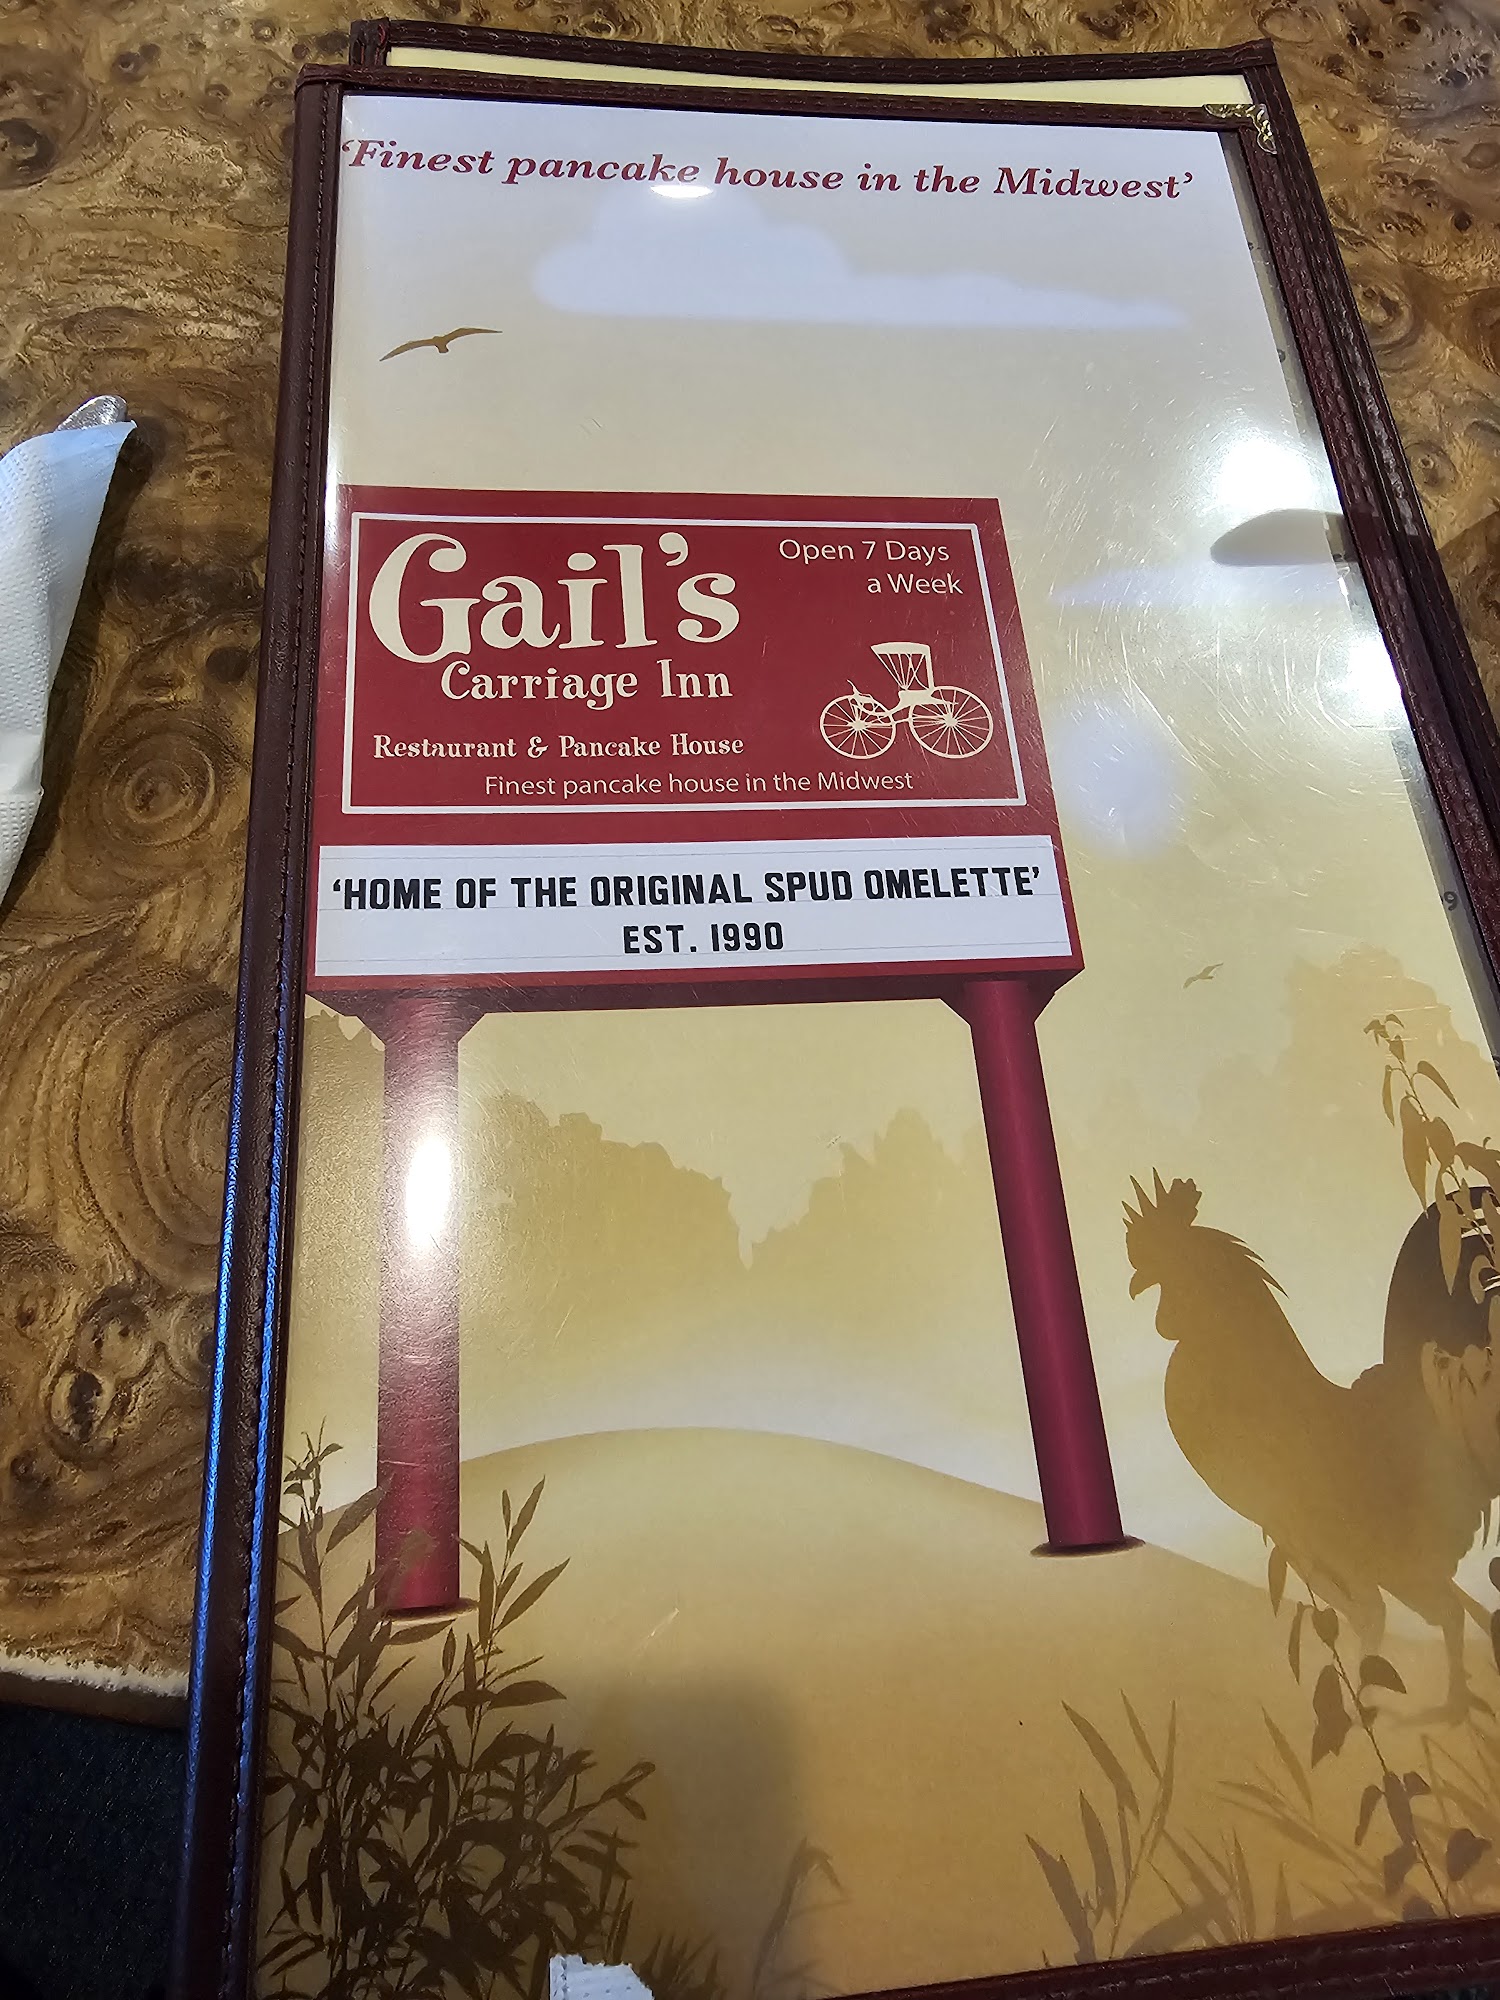 ‘Finest pancake house in the Midwest’
Gail's
Carriage Inn
Open 7 Days
a Week
Restaurant & Pancake House
Finest pancake house in the Midwest
‘HOME OF THE ORIGINAL SPUD OMELETTE’
EST. 1990
9